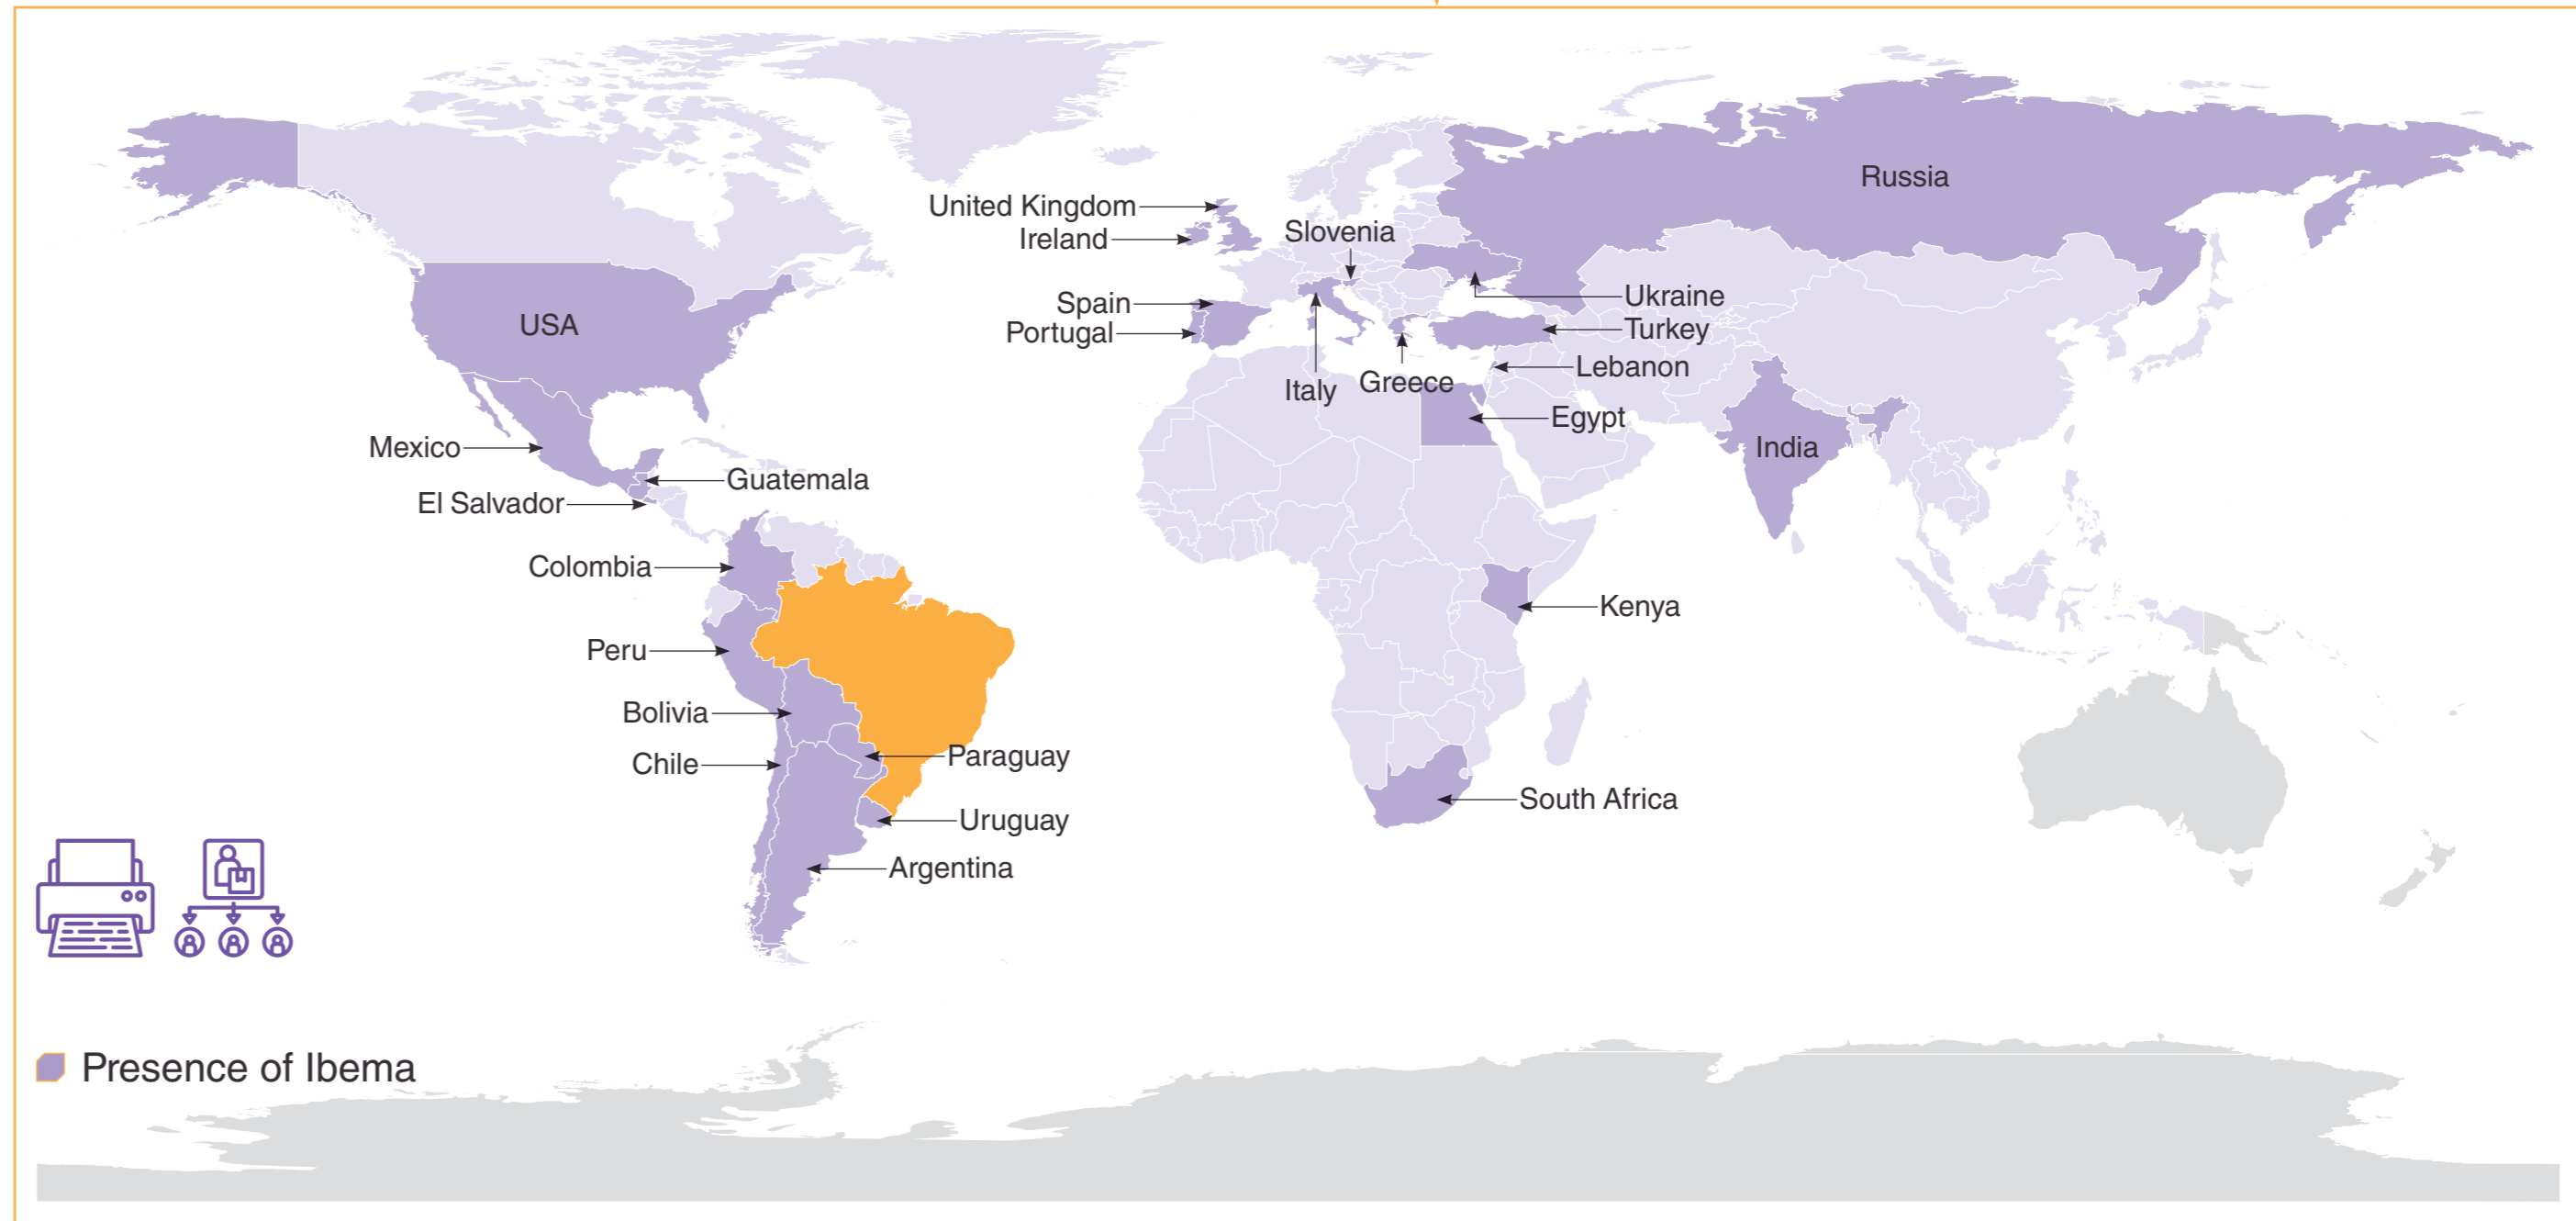 Russia
United Kingdom
Ireland
Slovenia
Spain
Portugal
Ukraine
Turkey
USA
Lebanon
Italy
Greece
Egypt
Mexico
India
Guatemala
El Salvador
Colombia
Kenya
Peru
Bolivia
Paraguay
Chile
South Africa
Uruguay
Argentina
Presence of Ibema